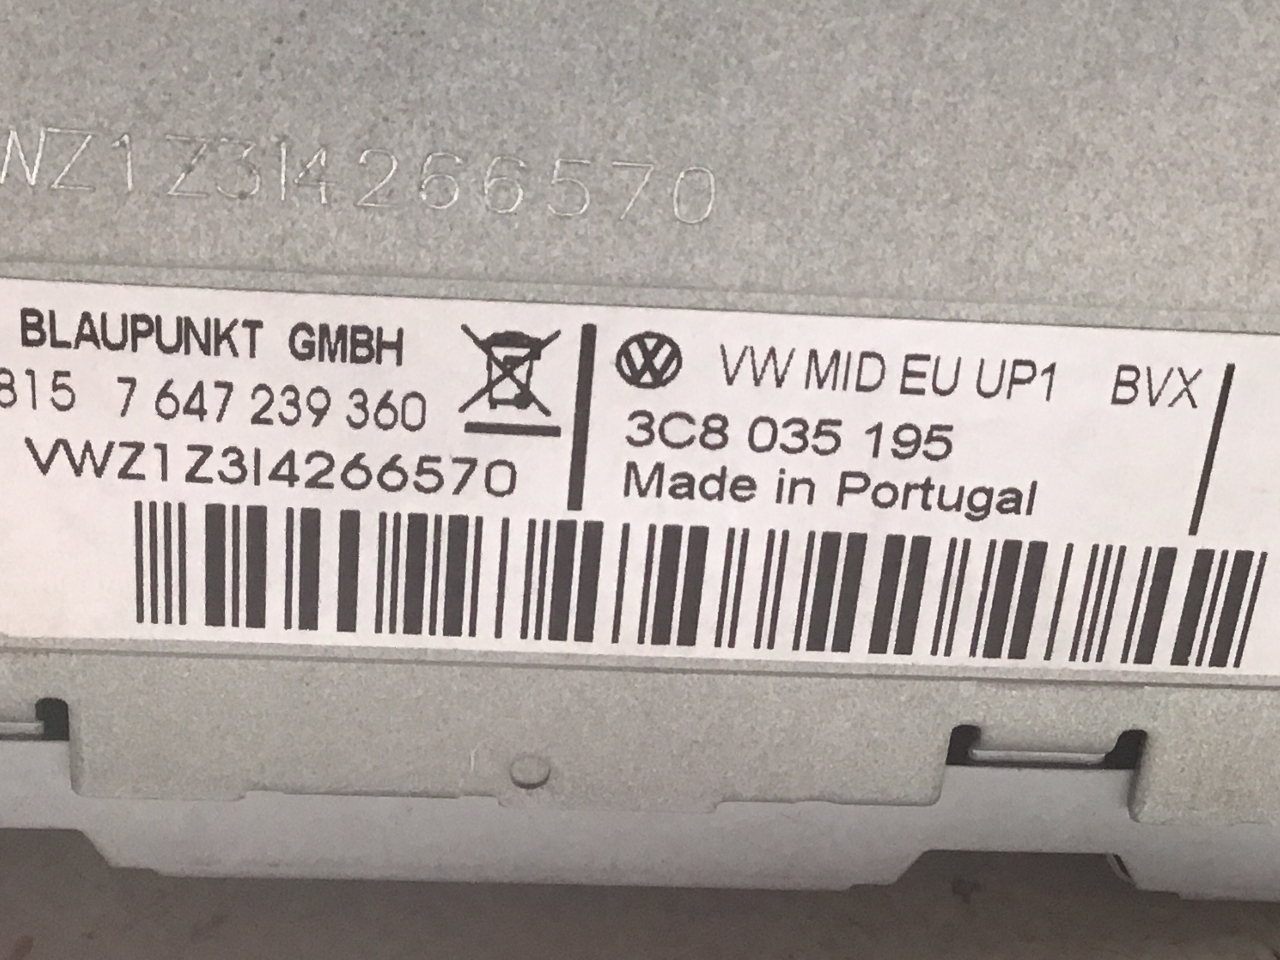 WZ1Z3I4266570
BLAUPUNKT GMBH
815 7 647 239 360
VWZ1Z3I4266570
VW VW MID EU UP1 BVX
3C8 035 195
Made in Portugal